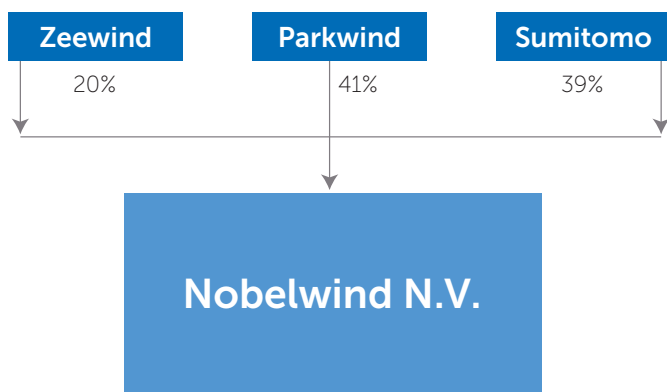 Zeewind
Parkwind
Sumitomo
20%
41%
39%
Nobelwind N.V.